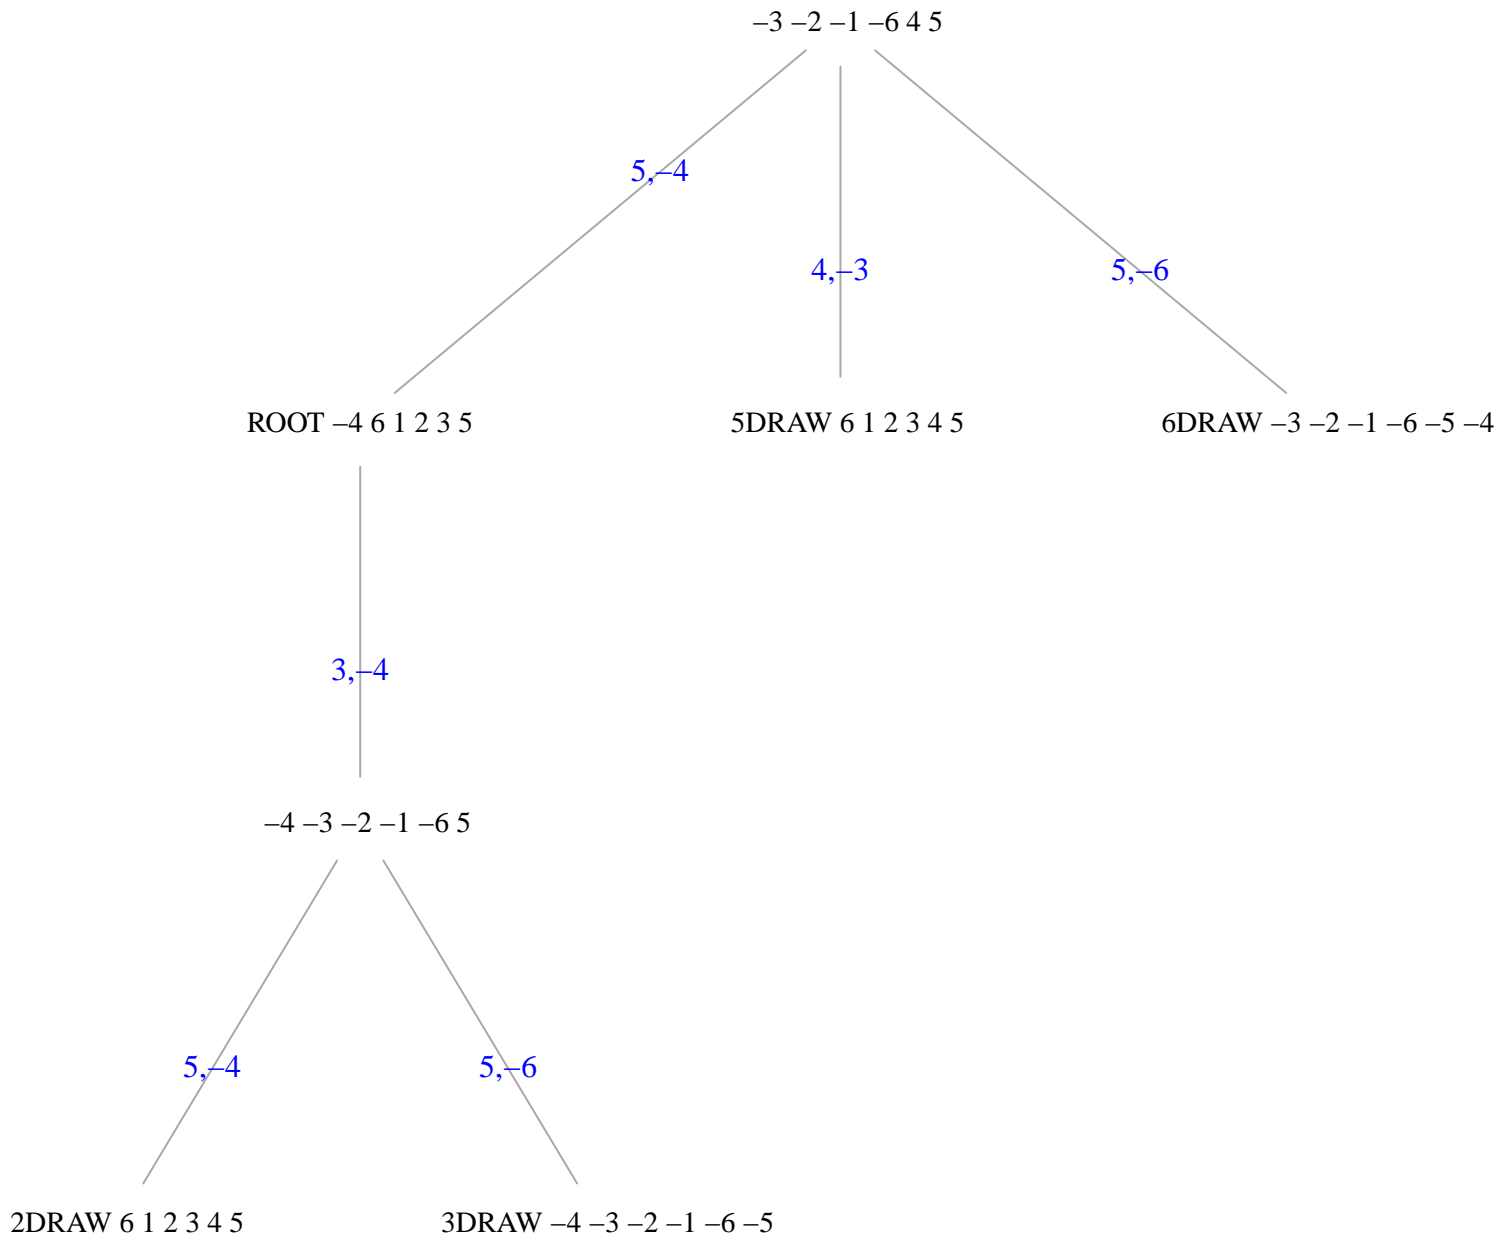 –3 –2 –1 –6 4 5
5,–4
4,–3
5,–6
ROOT –4 6 1 2 3 5
5DRAW 6 1 2 3 4 5
6DRAW –3 –2 –1 –6 –5 –4
3,–4
–4 –3 –2 –1 –6 5
5,–4
5,–6
2DRAW 6 1 2 3 4 5
3DRAW –4 –3 –2 –1 –6 –5